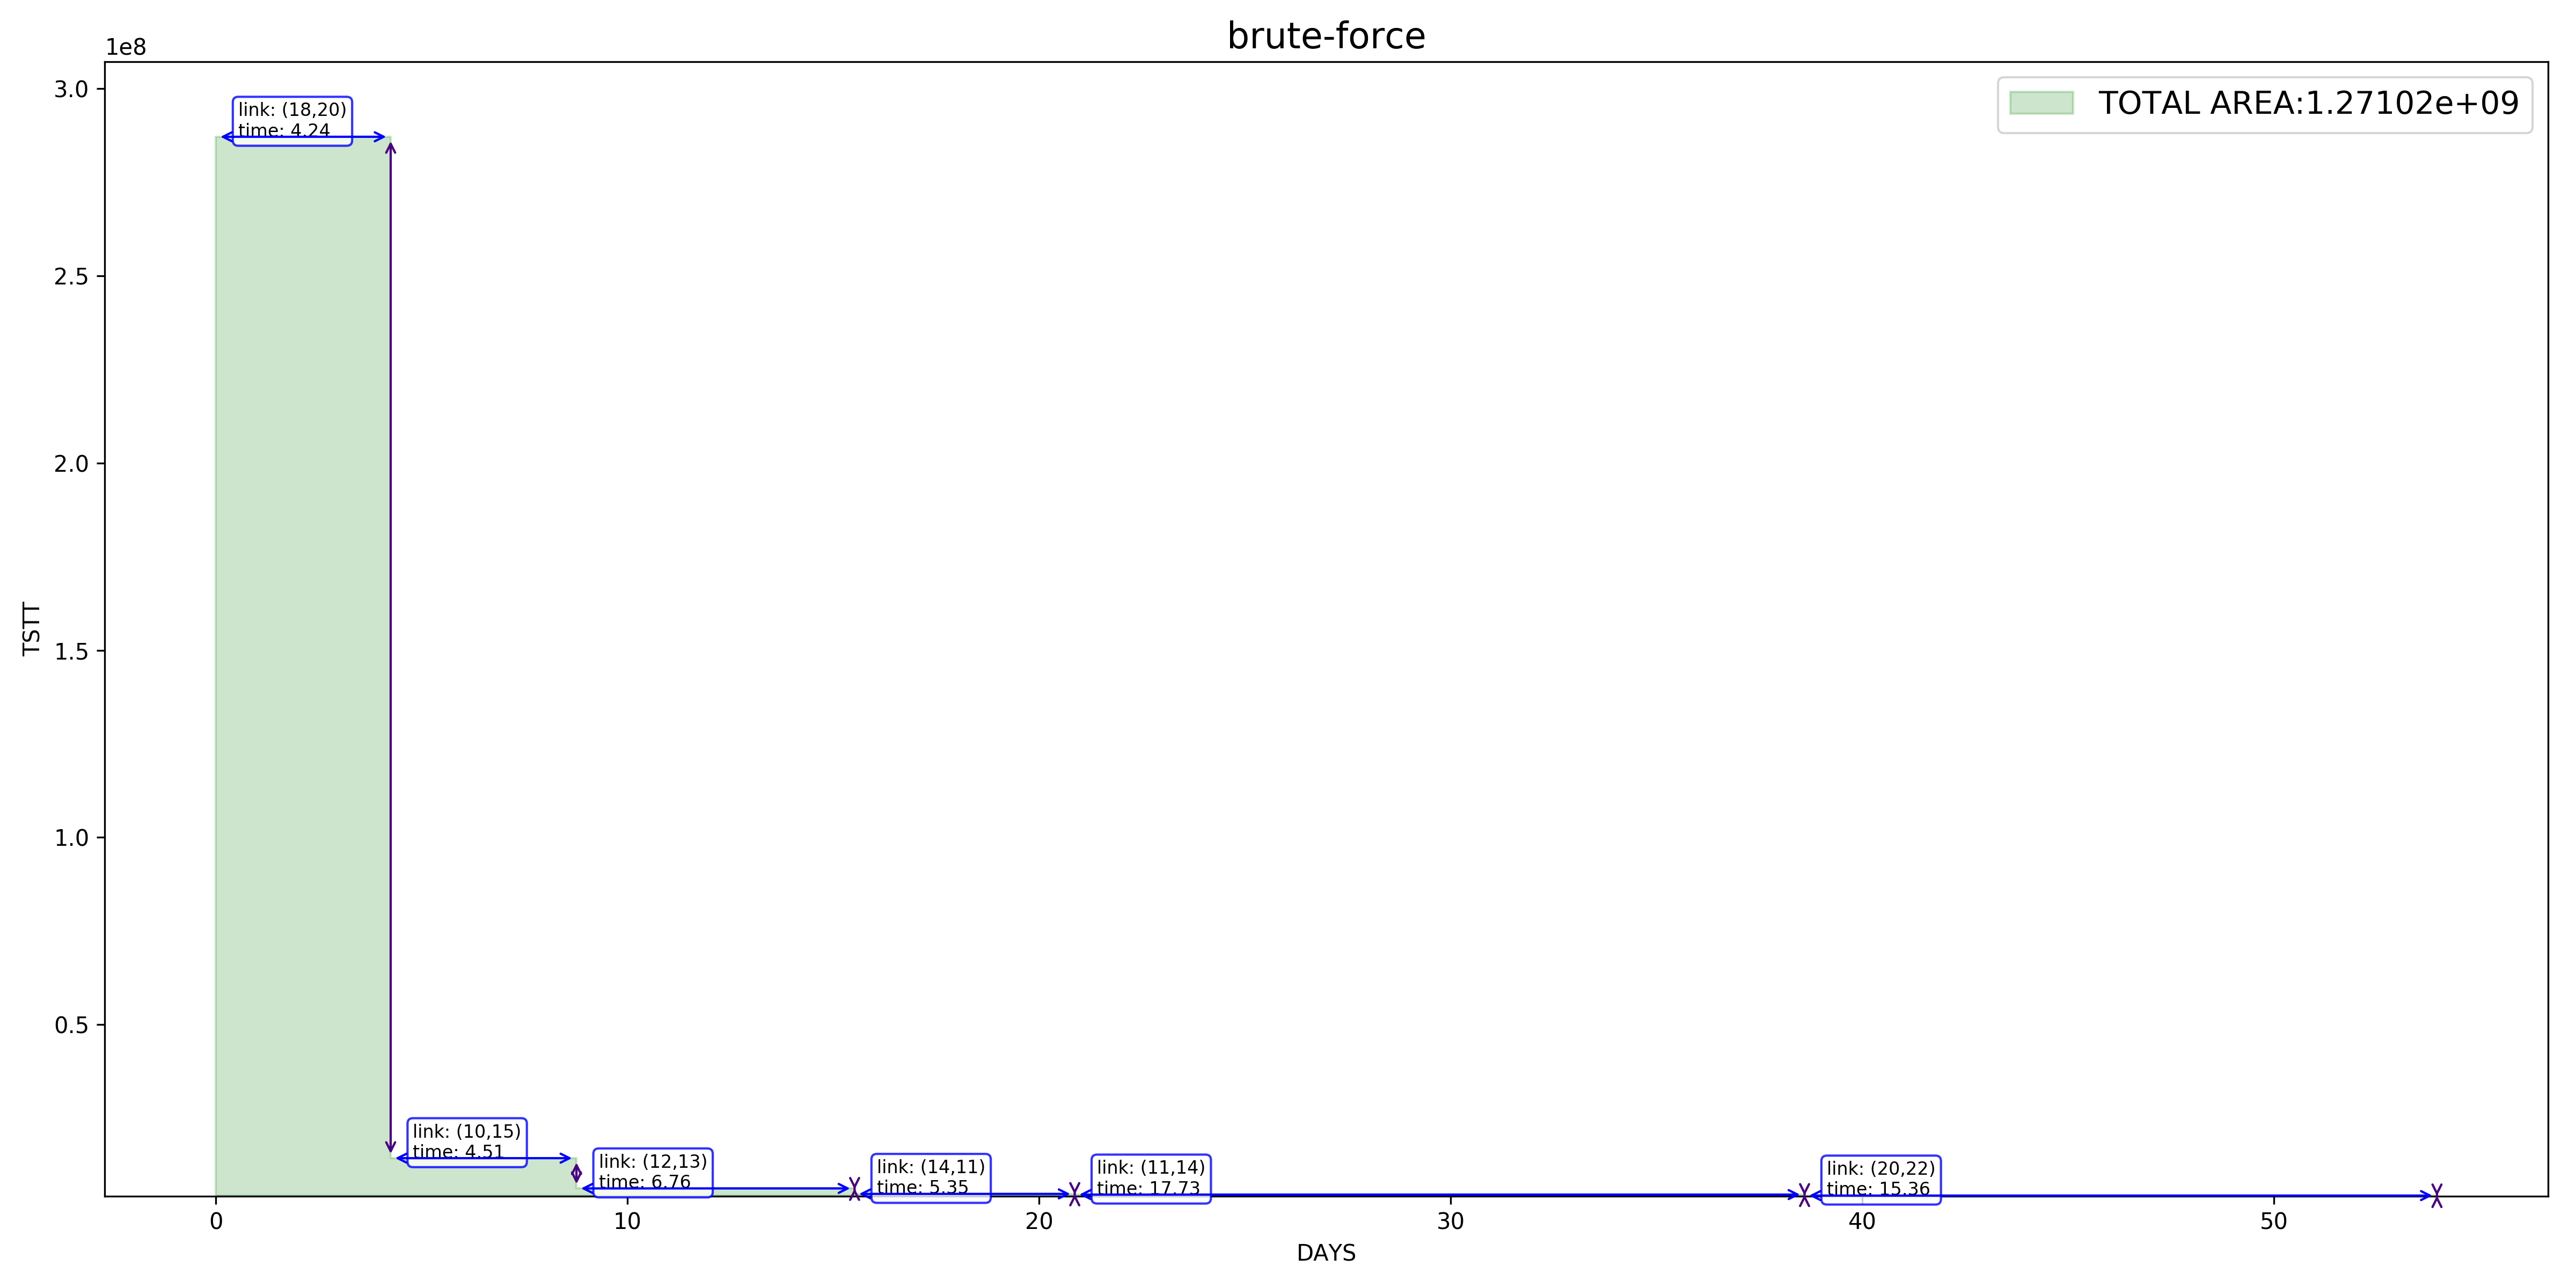 brute-force
1e8
3.0
2.5
2.0
1.5
1.0
0.5
TSTT
TOTAL AREA:1.27102e+09
link: (18,20)
time: 4.24
link: (10,15)
time: 4.51
link: (12,13)
time: 6.76
link: (14,11)
time: 5.35
link: (11,14)
time: 17.73
link: (20,22)
time: 15.36
0
10
20
30
40
50
DAYS